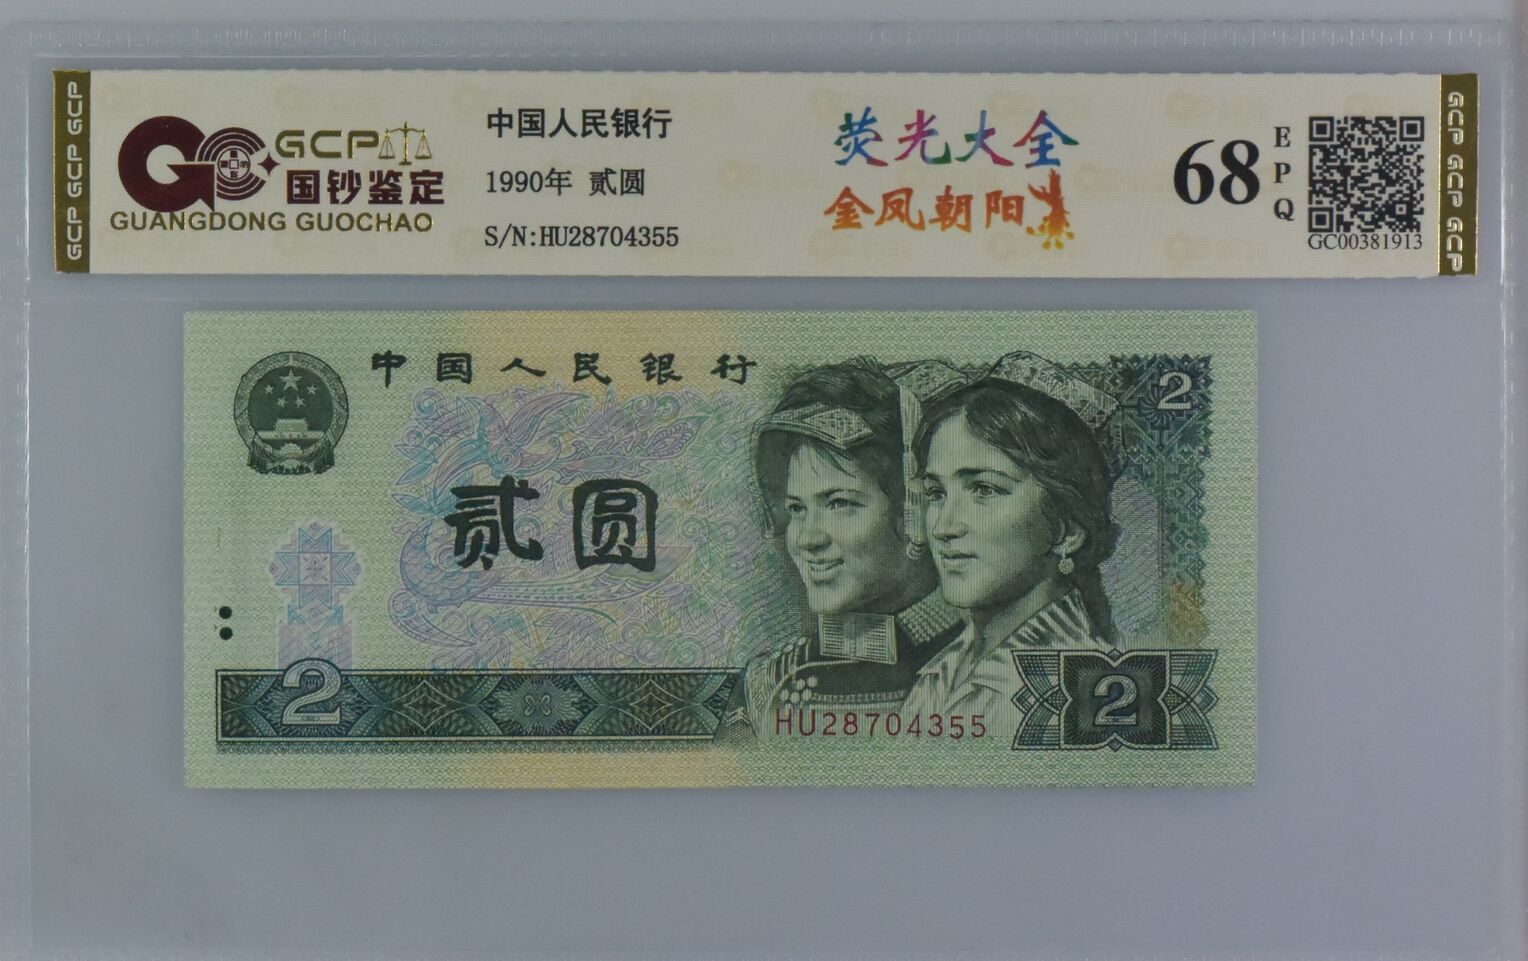 GCP GCP GCP
GCP
国钞鉴定
GUANGDONG GUOCHAO
中国人民银行
1990年 贰圆
S/N:HU28704355
荧光大全
金凤朝阳
68
EPQ
GC00381913
GCP GCP GCP
中国人民银行
2
贰圆
2
HU28704355
2